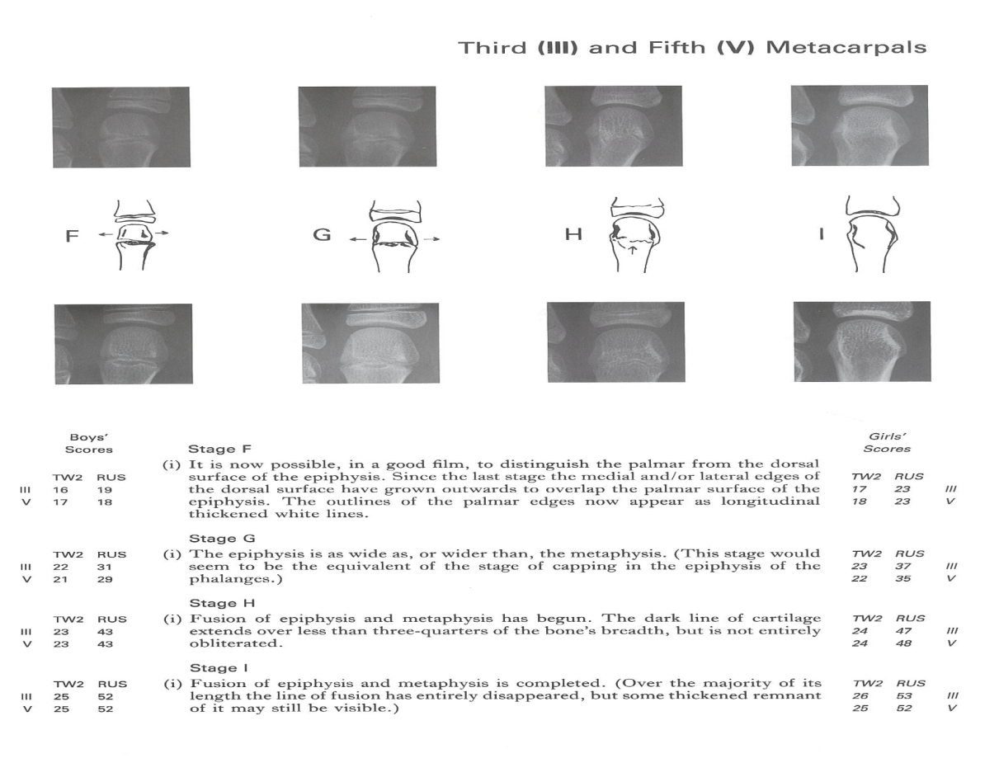 Third (III) and Fifth (V) Metacarpals
F
G
H
I
Boys'
Scores
Girls'
Scores
Stage F
(i) It is now possible, in a good film, to distinguish the palmar from the dorsal
surface of the epiphysis. Since the last stage the medial and/or lateral edges of
the dorsal surface have grown outwards to overlap the palmar surface of the
epiphysis. The outlines of the palmar edges now appear as longitudinal
thickened white lines.
TW2 RUS
III 16 19
V 17 18
TW2 RUS
17 23 III
18 23 V
Stage G
(i) The epiphysis is as wide as, or wider than, the metaphysis. (This stage would
seem to be the equivalent of the stage of capping in the epiphysis of the
phalanges.)
TW2 RUS
III 22 31
V 21 29
TW2 RUS
23 37 III
22 35 V
Stage H
(i) Fusion of epiphysis and metaphysis has begun. The dark line of cartilage
extends over less than three-quarters of the bone's breadth, but is not entirely
obliterated.
TW2 RUS
III 23 43
V 23 43
TW2 RUS
24 47 III
24 48 V
Stage I
(i) Fusion of epiphysis and metaphysis is completed. (Over the majority of its
length the line of fusion has entirely disappeared, but some thickened remnant
of it may still be visible.)
TW2 RUS
III 25 52
V 25 52
TW2 RUS
26 53 III
25 52 V